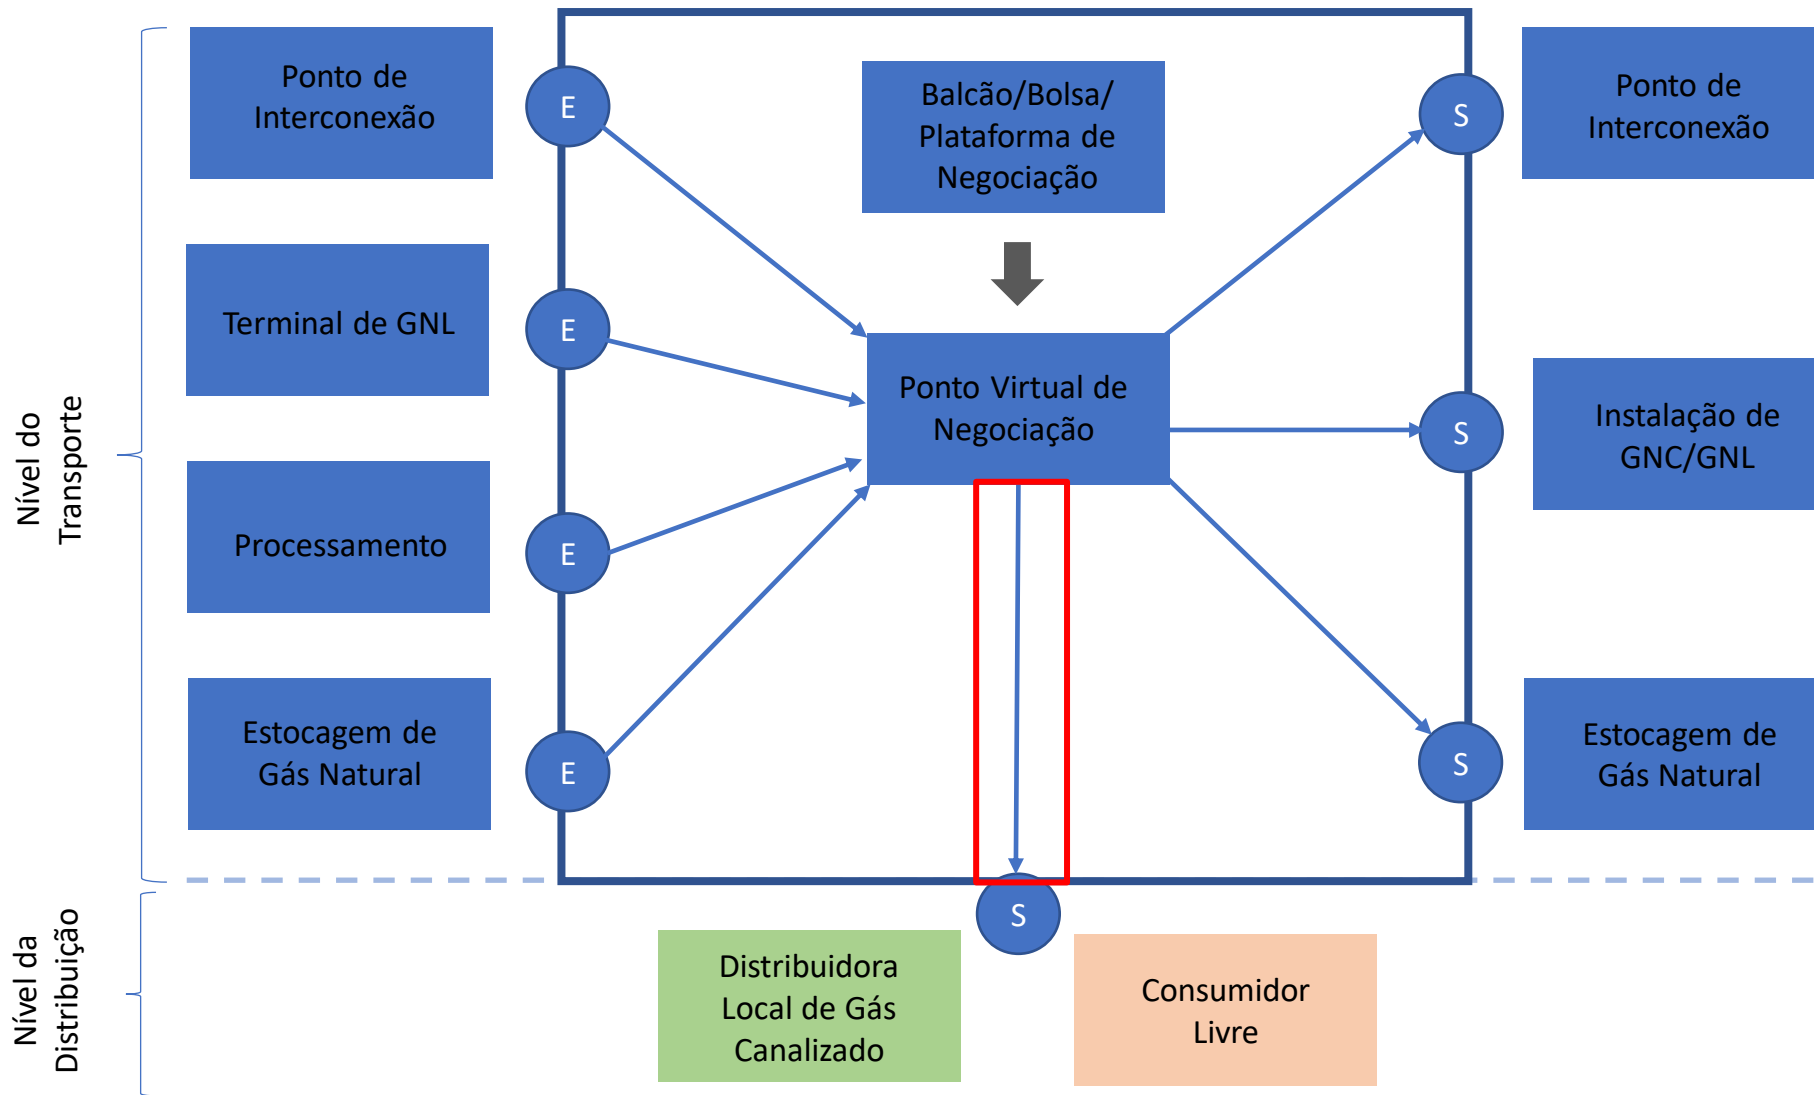 Nível do
Transporte
Ponto de
Interconexão
E
Terminal de GNL
E
Processamento
E
Estocagem de
Gás Natural
E
Balcão/Bolsa/
Plataforma de
Negociação
Ponto Virtual de
Negociação
S
Ponto de
Interconexão
S
Instalação de
GNC/GNL
S
Estocagem de
Gás Natural
Nível da
Distribuição
S
Distribuidora
Local de Gás
Canalizado
Consumidor
Livre